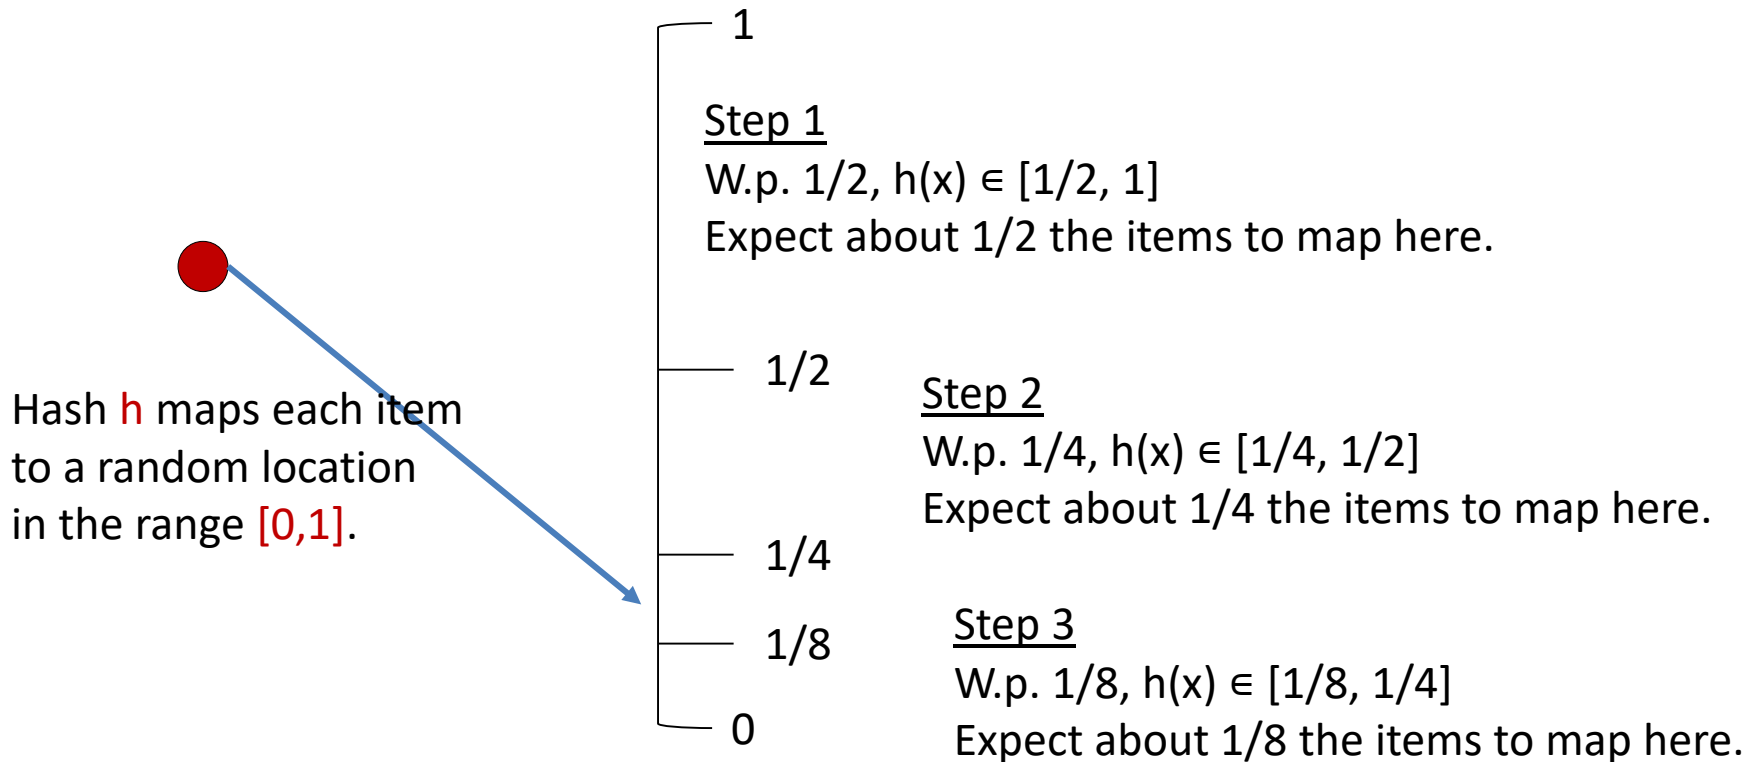 1
Step 1
W.p. 1/2, h(x) ∈ [1/2, 1]
Expect about 1/2 the items to map here.
1/2
Hash h maps each item
to a random location
in the range [0,1].
Step 2
W.p. 1/4, h(x) ∈ [1/4, 1/2]
Expect about 1/4 the items to map here.
1/4
1/8
Step 3
W.p. 1/8, h(x) ∈ [1/8, 1/4]
Expect about 1/8 the items to map here.
0